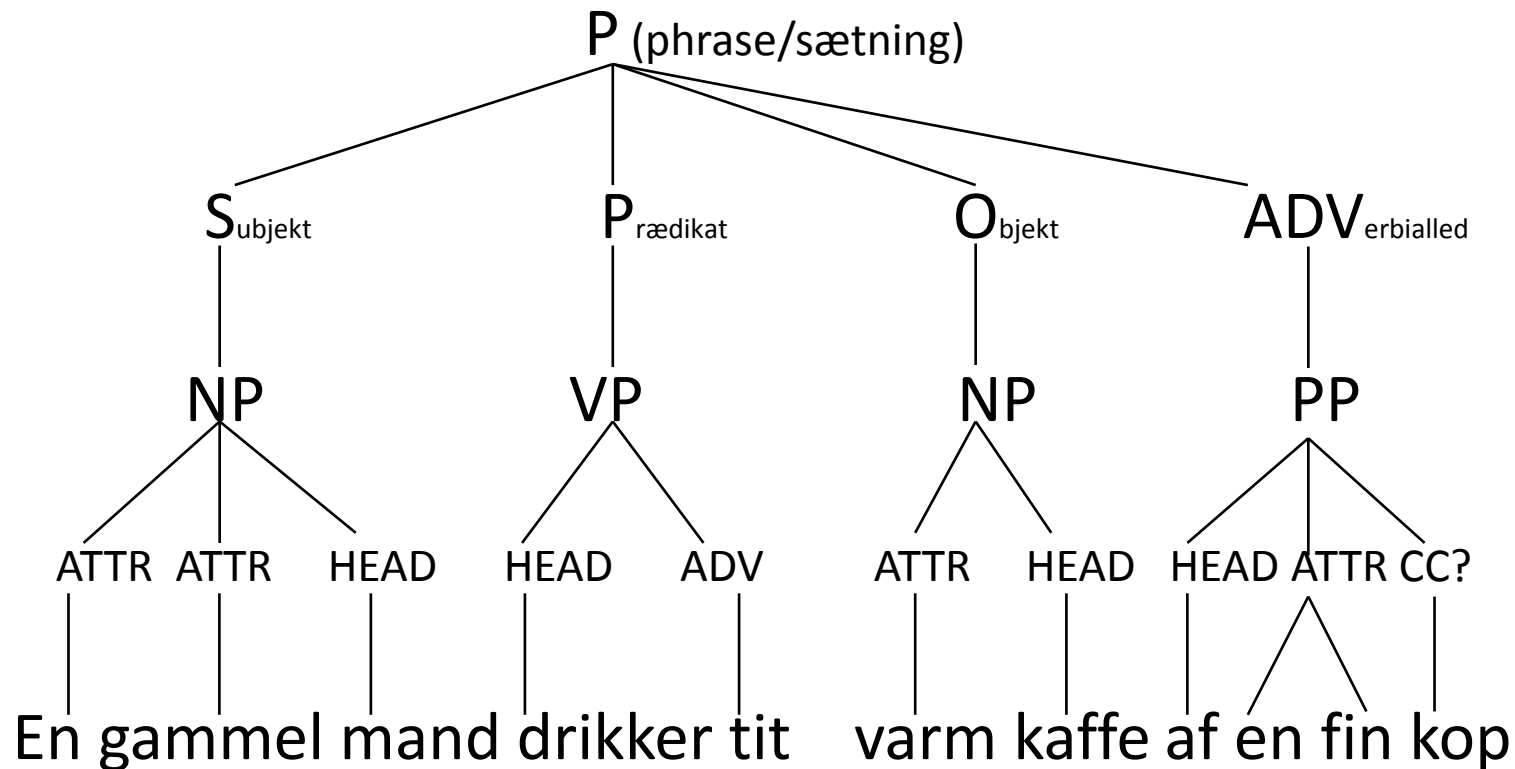 P (phrase/sætning)
Subjekt Prædikat Objekt ADVerbialled
NP VP NP PP
ATTR ATTR HEAD HEAD ADV ATTR HEAD HEAD ATTR CC?
En gammel mand drikker tit varm kaffe af en fin kop